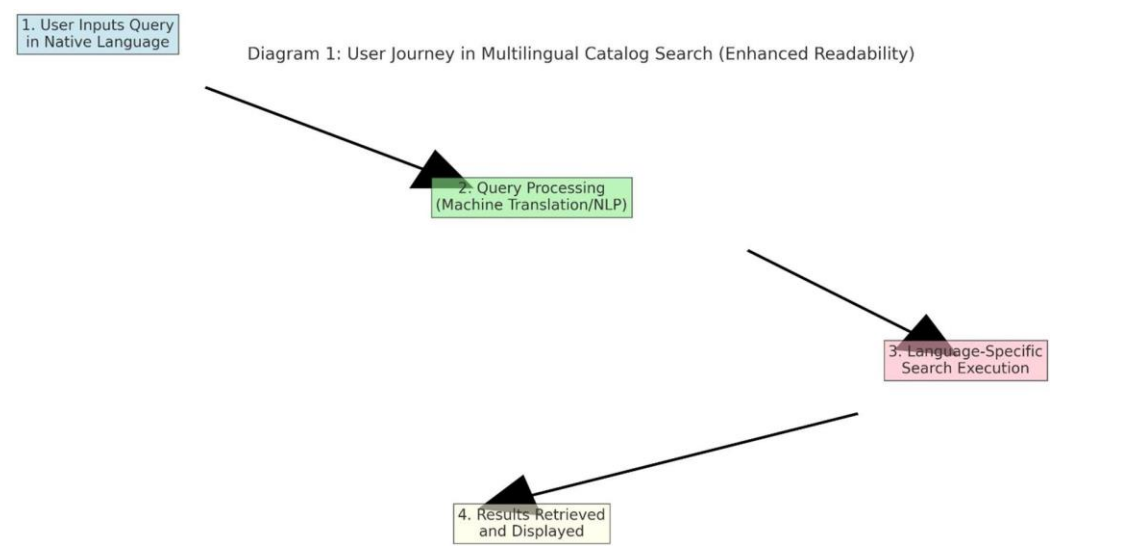 1. User Inputs Query
in Native Language
Diagram 1: User Journey in Multilingual Catalog Search (Enhanced Readability)
2. Query Processing
(Machine Translation/NLP)
3. Language-Specific
Search Execution
4. Results Retrieved
and Displayed